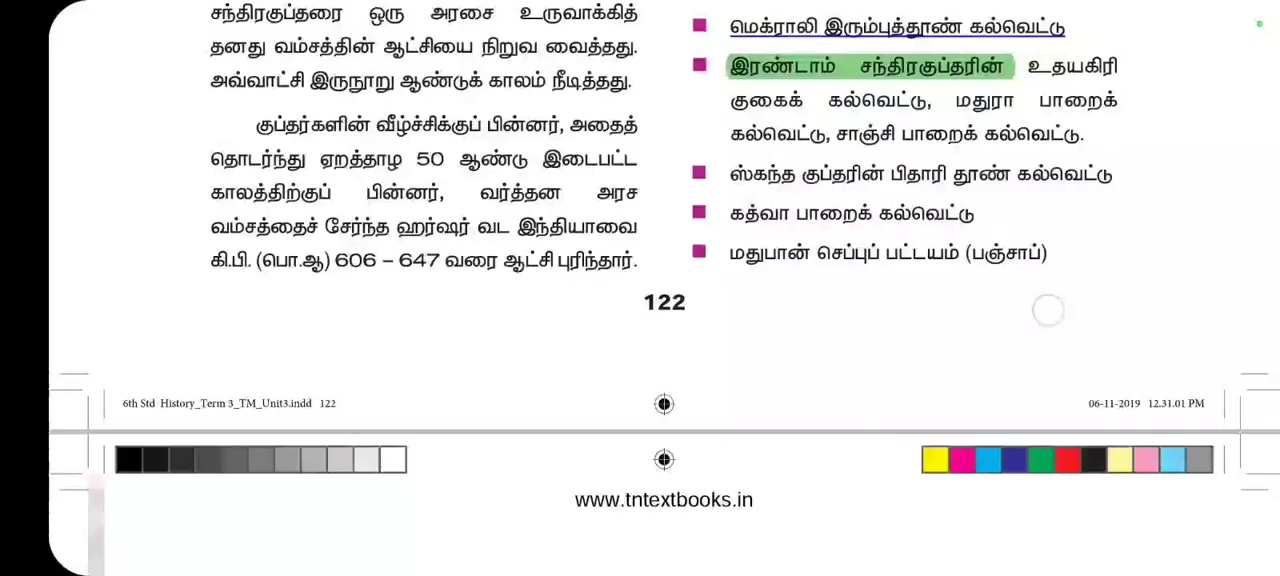 சந்திரகுப்தரை ஒரு அரசை உருவாக்கித்
தனது வம்சத்தின் ஆட்சியை நிறுவ வைத்தது.
அவ்வாட்சி இருநூறு ஆண்டுக் காலம் நீடித்தது.
குப்தர்களின் வீழ்ச்சிக்குப் பின்னர், அதைத்
தொடர்ந்து ஏறத்தாழ 50 ஆண்டு இடைபட்ட
காலத்திற்குப் பின்னர், வர்த்தன அரச
வம்சத்தைச் சேர்ந்த ஹர்ஷர் வட இந்தியாவை
கி.பி. (பொ.ஆ) 606 – 647 வரை ஆட்சி புரிந்தார்.
மெக்ராலி இரும்புத்தூண் கல்வெட்டு
இரண்டாம் சந்திரகுப்தரின் உதயகிரி
குகைக் கல்வெட்டு, மதுரா பாறைக்
கல்வெட்டு, சாஞ்சி பாறைக் கல்வெட்டு.
ஸ்கந்த குப்தரின் பிதாரி தூண் கல்வெட்டு
கத்வா பாறைக் கல்வெட்டு
மதுபான் செப்புப் பட்டயம் (பஞ்சாப்)
122
6th Std History_Term 3_TM_Unit3.indd 122
06-11-2019 12.31.01 PM
www.tntextbooks.in